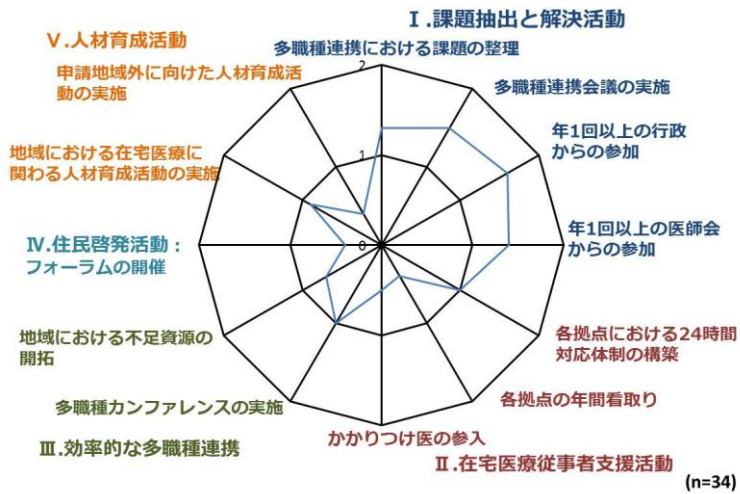 Ⅰ.課題抽出と解決活動
多職種連携における課題の整理
多職種連携会議の実施
年1回以上の行政
からの参加
年1回以上の医師会
からの参加
各拠点における24時間
対応体制の構築
各拠点の年間看取り
かかりつけ医の参入
Ⅱ.在宅医療従事者支援活動
Ⅲ.効率的な多職種連携
多職種カンファレンスの実施
地域における不足資源の
開拓
Ⅳ.住民啓発活動：
フォーラムの開催
地域における在宅医療に
関わる人材育成活動の実施
申請地域外に向けた人材育成活
動の実施
Ⅴ.人材育成活動
2
1
0
(n=34)